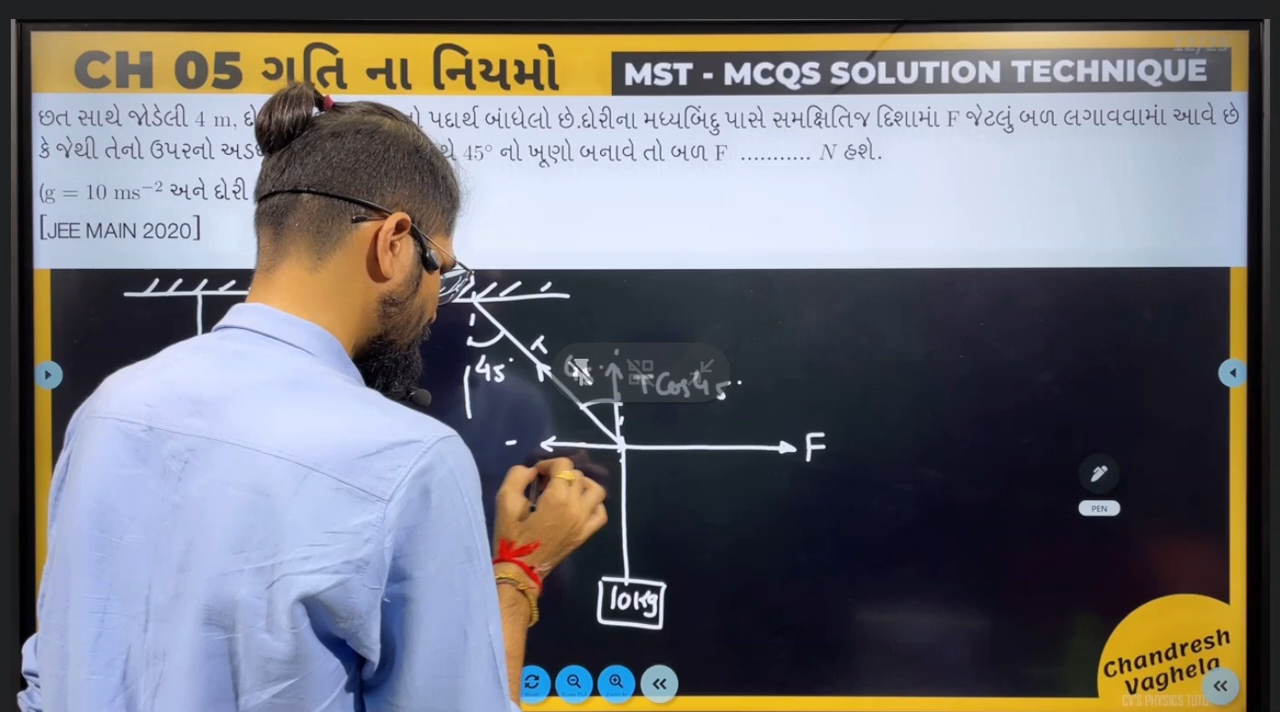 CH 05 ગતિ ના નિયમો
MST - MCQS SOLUTION TECHNIQUE
છત સાથે જોડેલી 4 m, પદાર્થ બાંધેલો છે.દોરીના મધ્યબિંદુ પાસે સમક્ષિતિજ દિશામાં F જેટલું બળ લગાવવામાં આવે છે
કે જેથી તેનો ઉપરનો 45° નો ખૂણો બનાવે તો બળ F ........... N હશે.
(g = 10 ms⁻² અને દોરી
[JEE MAIN 2020]
45°
T Cos 45°
F
PEN
10 kg
Chandresh
Vaghela